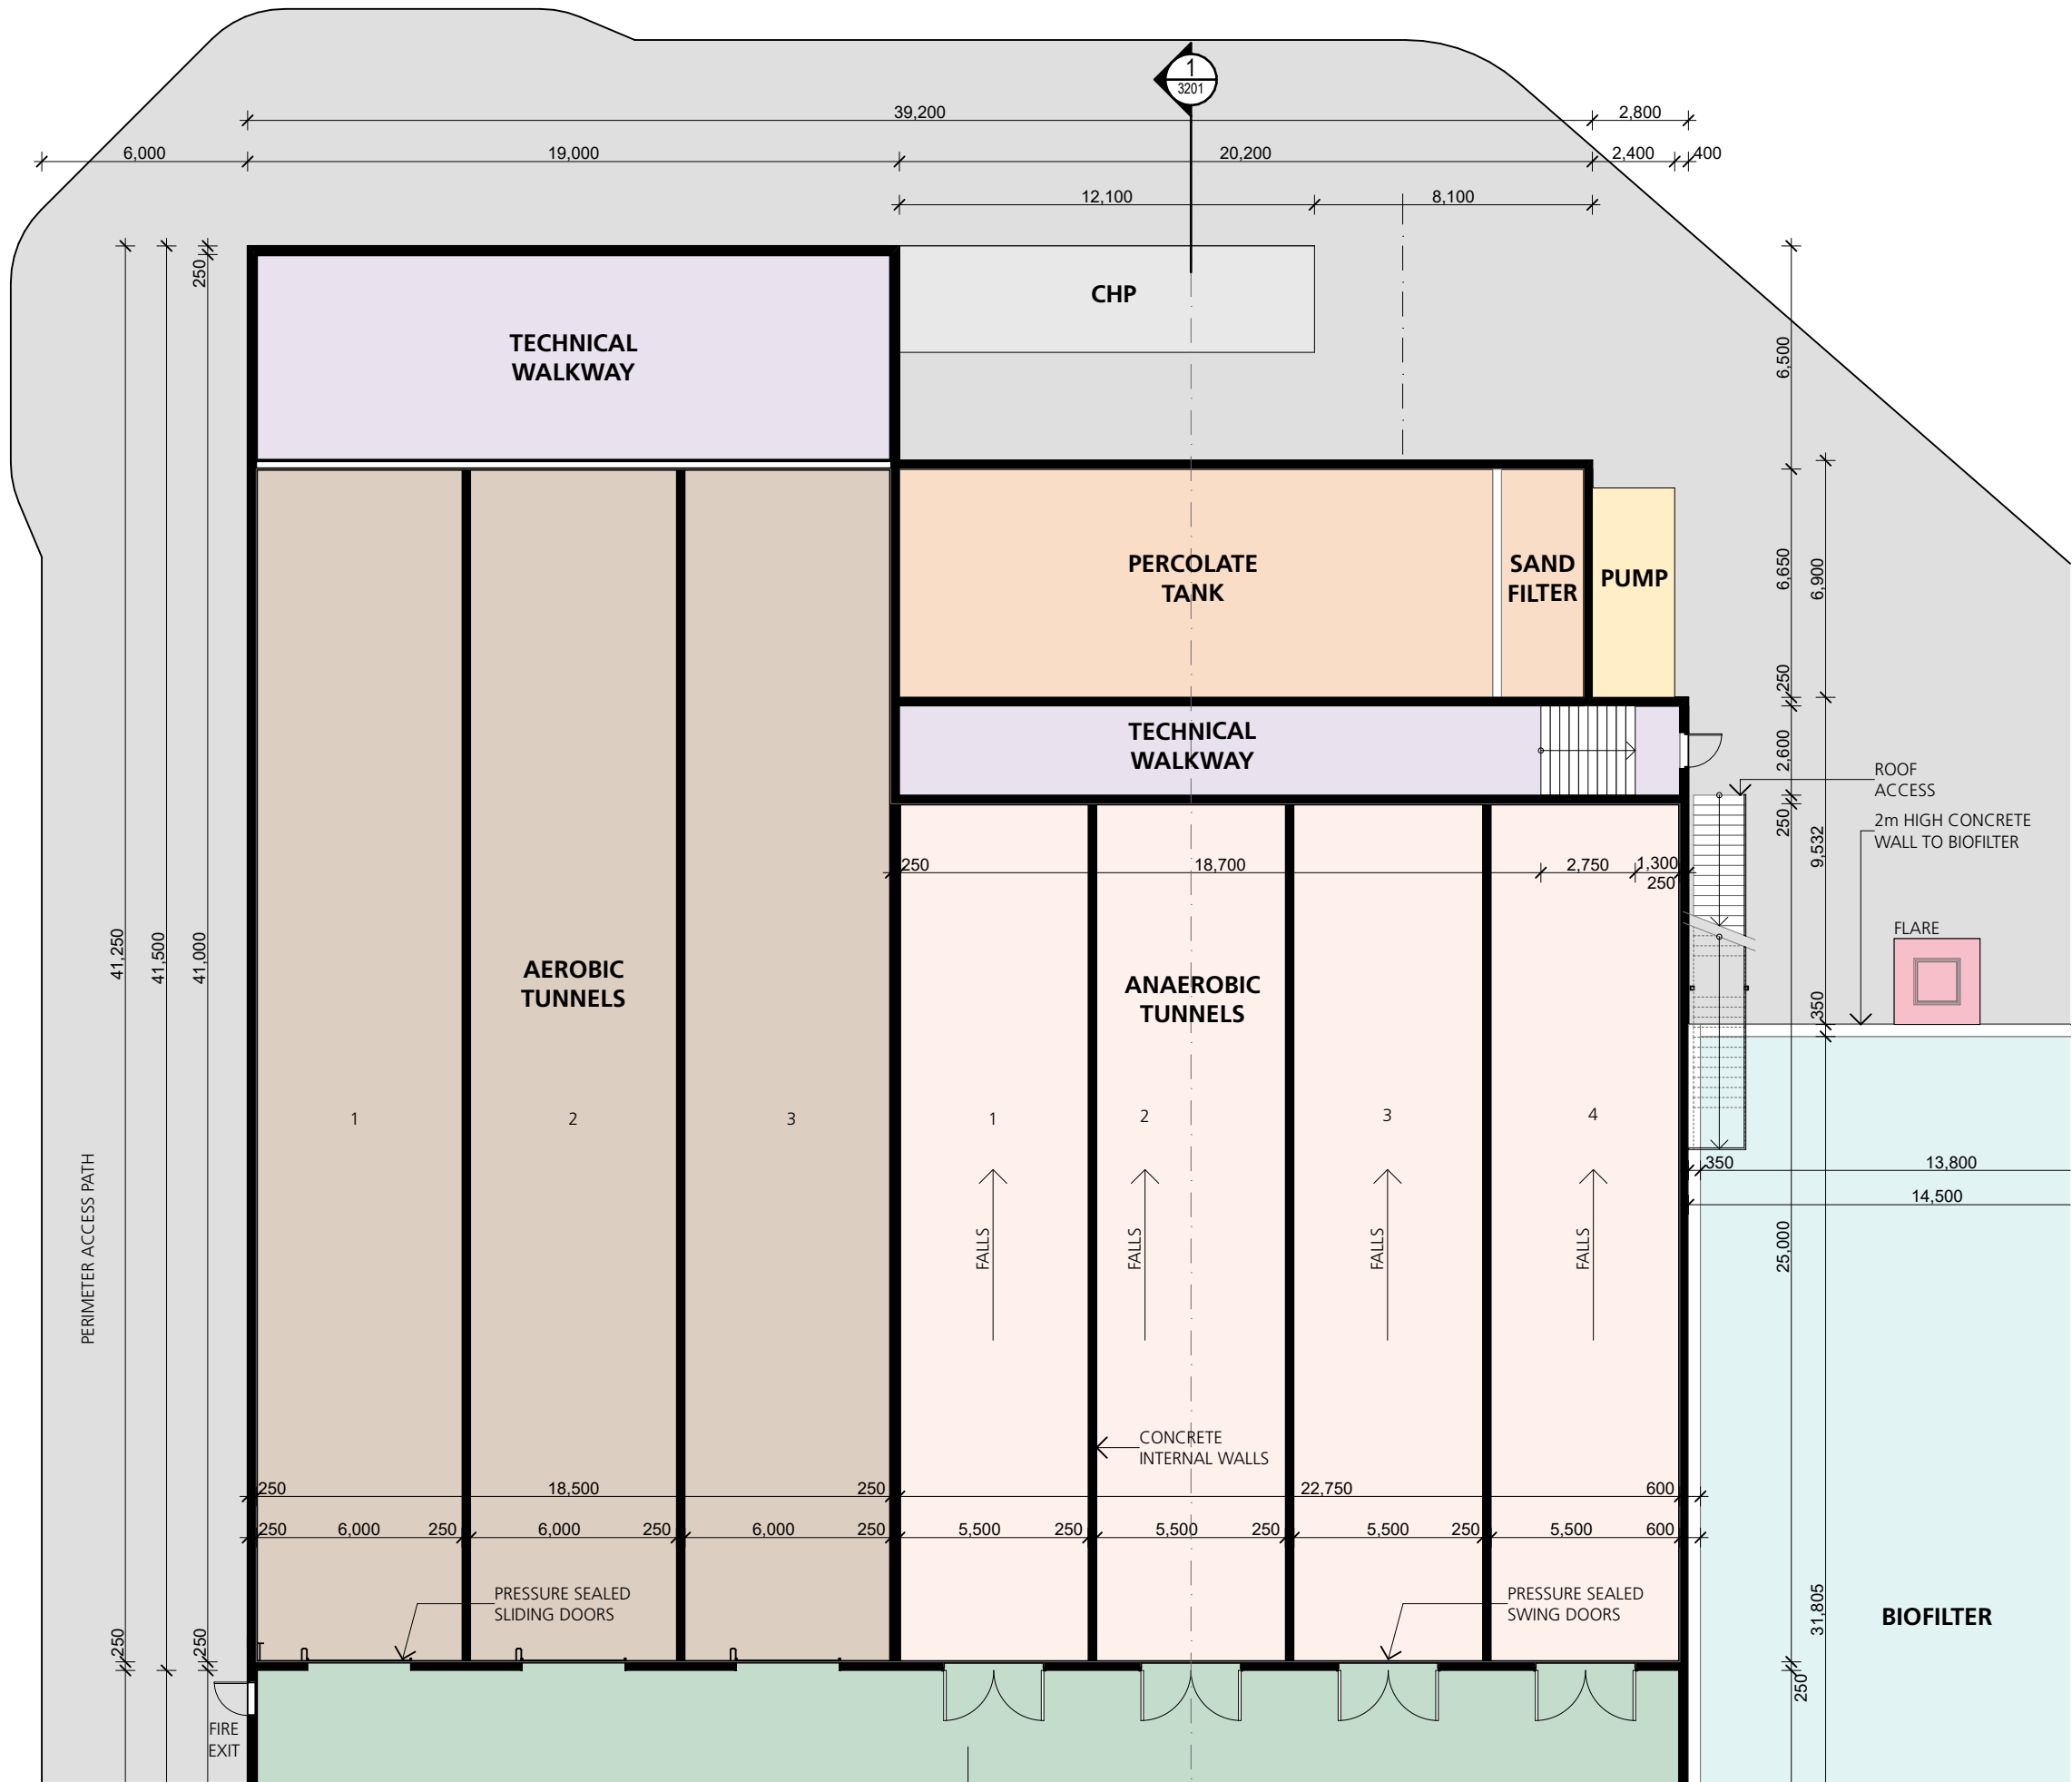 1
3201
39,200
2,800
6,000
19,000
20,200
2,400
400
12,100
8,100
250
CHP
TECHNICAL
WALKWAY
6,500
PERCOLATE
TANK
SAND
FILTER
PUMP
6,650
6,900
250
TECHNICAL
WALKWAY
2,600
ROOF
ACCESS
250
2m HIGH CONCRETE
WALL TO BIOFILTER
9,532
250
18,700
2,750
1,300
250
FLARE
41,250
41,500
41,000
AEROBIC
TUNNELS
ANAEROBIC
TUNNELS
350
1
2
3
1
2
3
4
PERIMETER ACCESS PATH
350
13,800
14,500
FALLS
FALLS
FALLS
FALLS
25,000
CONCRETE
INTERNAL WALLS
250
18,500
250
22,750
600
250
6,000
250
6,000
250
6,000
250
5,500
250
5,500
250
5,500
250
5,500
600
PRESSURE SEALED
SLIDING DOORS
PRESSURE SEALED
SWING DOORS
31,805
BIOFILTER
250
250
250
FIRE
EXIT